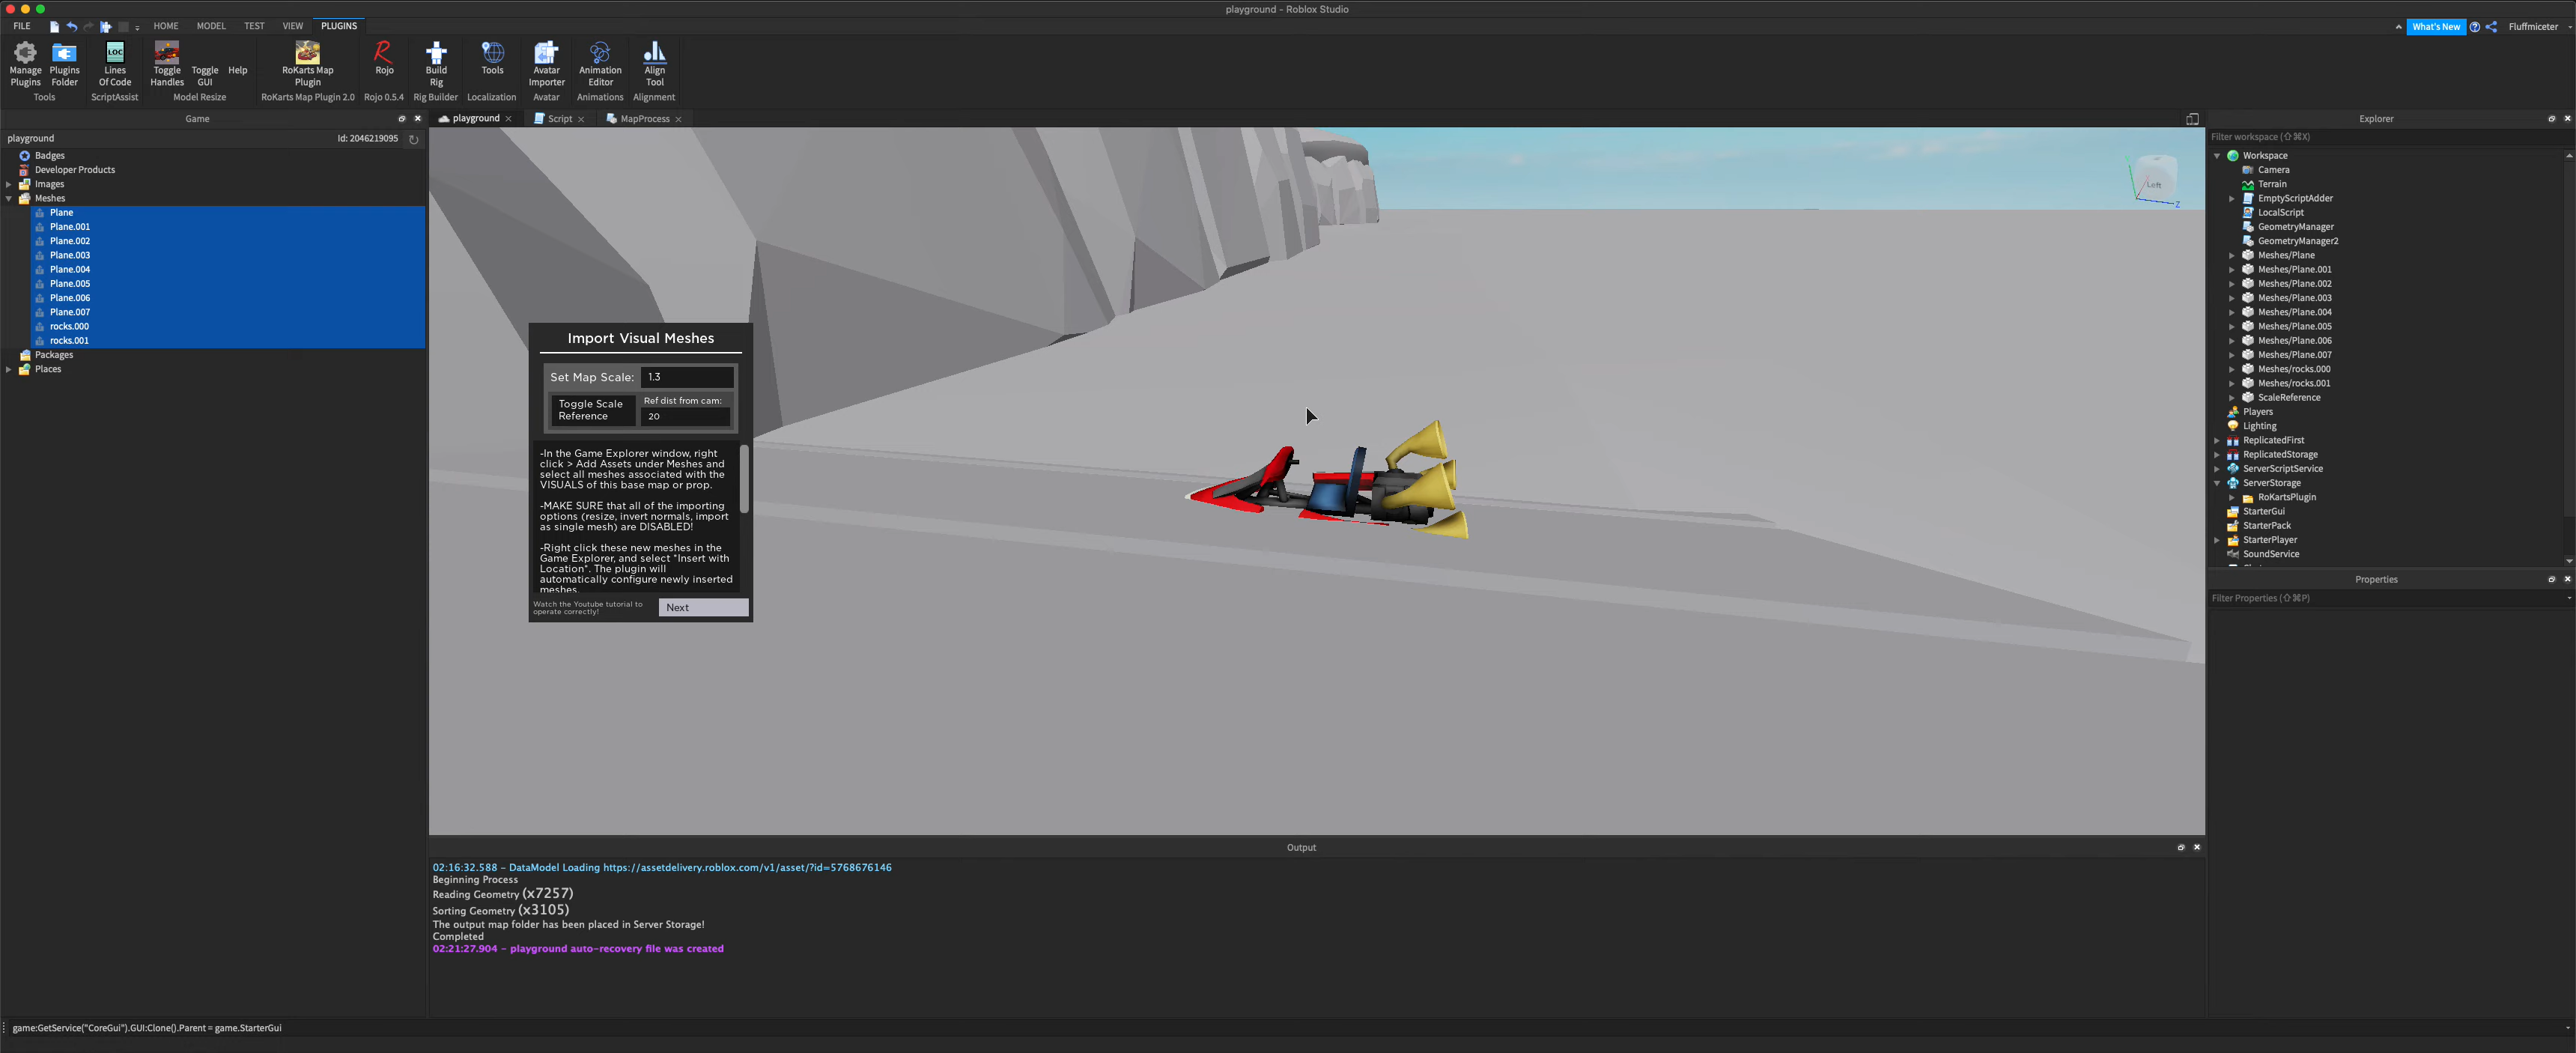 playground - Roblox Studio
FILE HOME MODEL TEST VIEW PLUGINS
What's New Fluffmiceter
Manage Plugins
Plugins Folder
Tools
LOC
Lines Of Code
ScriptAssist
Toggle Handles
Toggle GUI
Help
Model Resize
RoKarts Map Plugin
RoKarts Map Plugin 2.0
Rojo
Rojo 0.5.4
Build Rig
Rig Builder
Tools
Localization
Avatar Importer
Avatar
Animation Editor
Animations
Align Tool
Alignment
Game
playground Id: 2046219095
Badges
Developer Products
Images
Meshes
Plane
Plane.001
Plane.002
Plane.003
Plane.004
Plane.005
Plane.006
Plane.007
rocks.000
rocks.001
Packages
Places
playground Script MapProcess
Left
Z
Import Visual Meshes
Set Map Scale: 1.3
Toggle Scale
Reference
Ref dist from cam:
20
-In the Game Explorer window, right
click > Add Assets under Meshes and
select all meshes associated with the
VISUALS of this base map or prop.
-MAKE SURE that all of the importing
options (resize, invert normals, import
as single mesh) are DISABLED!
-Right click these new meshes in the
Game Explorer, and select "Insert with
Location". The plugin will
automatically configure newly inserted
meshes.
Watch the Youtube tutorial to
operate correctly!
Next
Output
02:16:32.588 – DataModel Loading https://assetdelivery.roblox.com/v1/asset/?id=5768676146
Beginning Process
Reading Geometry (x7257)
Sorting Geometry (x3105)
The output map folder has been placed in Server Storage!
Completed
02:21:27.904 – playground auto-recovery file was created
Explorer
Filter workspace (⇧⌘X)
Workspace
Camera
Terrain
EmptyScriptAdder
LocalScript
GeometryManager
GeometryManager2
Meshes/Plane
Meshes/Plane.001
Meshes/Plane.002
Meshes/Plane.003
Meshes/Plane.004
Meshes/Plane.005
Meshes/Plane.006
Meshes/Plane.007
Meshes/rocks.000
Meshes/rocks.001
ScaleReference
Players
Lighting
ReplicatedFirst
ReplicatedStorage
ServerScriptService
ServerStorage
RoKartsPlugin
StarterGui
StarterPack
StarterPlayer
SoundService
Properties
Filter Properties (⇧⌘P)
game:GetService("CoreGui").GUI:Clone().Parent = game.StarterGui